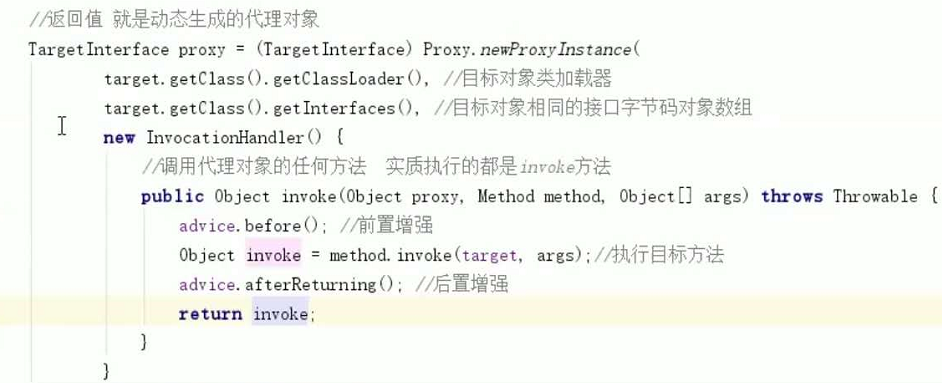 //返回值 就是动态生成的代理对象
TargetInterface proxy = (TargetInterface) Proxy.newProxyInstance(
target.getClass().getClassLoader(), //目标对象类加载器
target.getClass().getInterfaces(), //目标对象相同的接口字节码对象数组
new InvocationHandler() {
//调用代理对象的任何方法 实质执行的都是invoke方法
public Object invoke(Object proxy, Method method, Object[] args) throws Throwable {
advice.before(); //前置增强
Object invoke = method.invoke(target, args);//执行目标方法
advice.afterReturning(); //后置增强
return invoke;
}
}